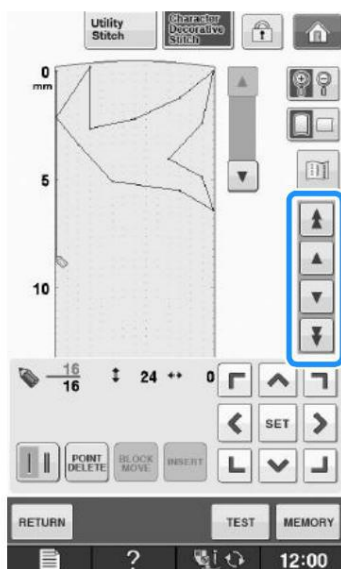 Utility
Stitch
Character
Decorative
Stitch
0
mm
5
10
16
16
24
0
SET
POINT
DELETE
BLOCK
MOVE
INSERT
RETURN
TEST
MEMORY
?
12:00